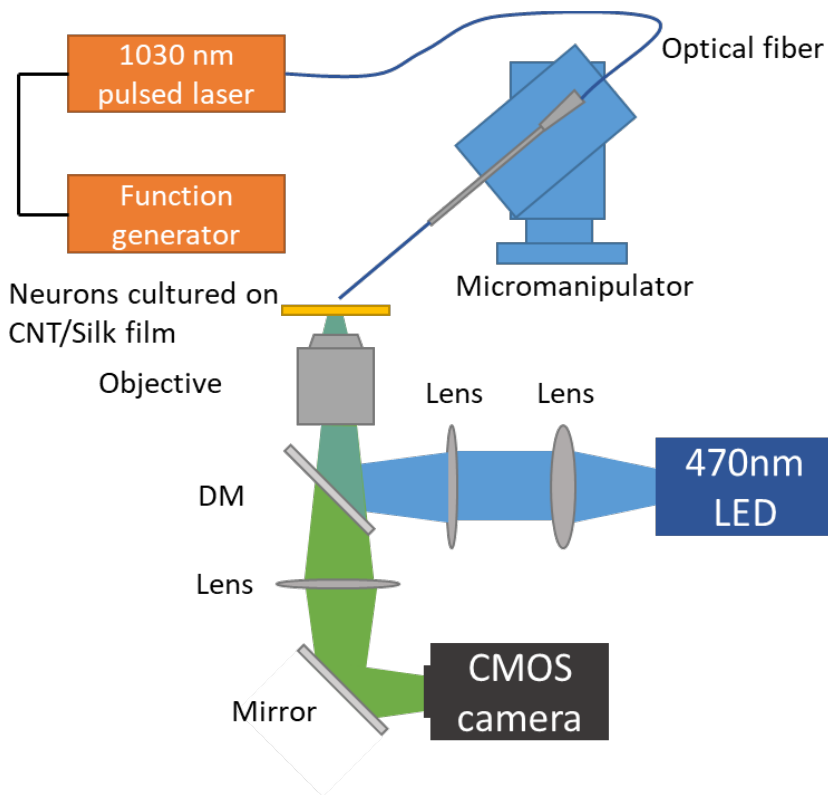 1030 nm
pulsed laser
Optical fiber
Function
generator
Micromanipulator
Neurons cultured on
CNT/Silk film
Objective
Lens
Lens
470nm
LED
DM
Lens
CMOS
camera
Mirror